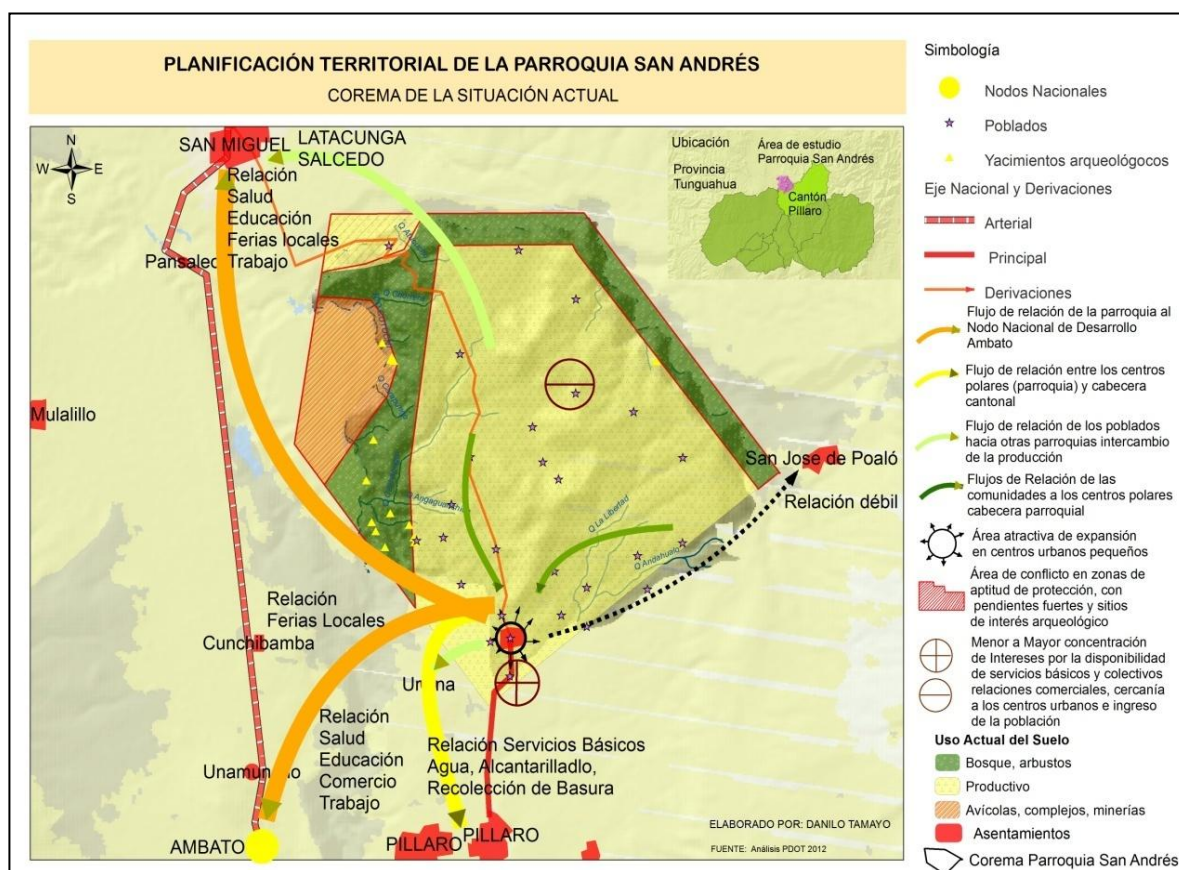 PLANIFICACIÓN TERRITORIAL DE LA PARROQUIA SAN ANDRÉS
COREMA DE LA SITUACIÓN ACTUAL
N
W E
S
SAN MIGUEL
LATACUNGA
SALCEDO
Relación
Salud
Educación
Ferias locales
Trabajo
Ubicación
Provincia
Tunguahua
Área de estudio
Parroquia San Andrés
Cantón
Píllaro
Mulalillo
San Jose de Poaló
Relación débil
Q La Libertad
Q Andahualu
Relación
Ferias Locales
Cunchibamba
Relación
Salud
Educación
Comercio
Trabajo
Relación Servicios Básicos
Agua, Alcantarilladlo,
Recolección de Basura
AMBATO
PILLARO
PILLARO
ELABORADO POR: DANILO TAMAYO
FUENTE: Análisis PDOT 2012
Simbología
Nodos Nacionales
Poblados
Yacimientos arqueológocos
Eje Nacional y Derivaciones
Arterial
Principal
Derivaciones
Flujo de relación de la parroquia al
Nodo Nacional de Desarrollo
Ambato
Flujo de relación entre los centros
polares (parroquia) y cabecera
cantonal
Flujo de relación de los poblados
hacia otras parroquias intercambio
de la producción
Flujos de Relación de las
comunidades a los centros polares
cabecera parroquial
Área atractiva de expansión
en centros urbanos pequeños
Área de conflicto en zonas de
aptitud de protección, con
pendientes fuertes y sitios
de interés arqueológico
Menor a Mayor concentración
de Intereses por la disponibilidad
de servicios básicos y colectivos
relaciones comerciales, cercanía
a los centros urbanos e ingreso
de la población
Uso Actual del Suelo
Bosque, arbustos
Productivo
Avícolas, complejos, minerías
Asentamientos
Corema Parroquia San Andrés